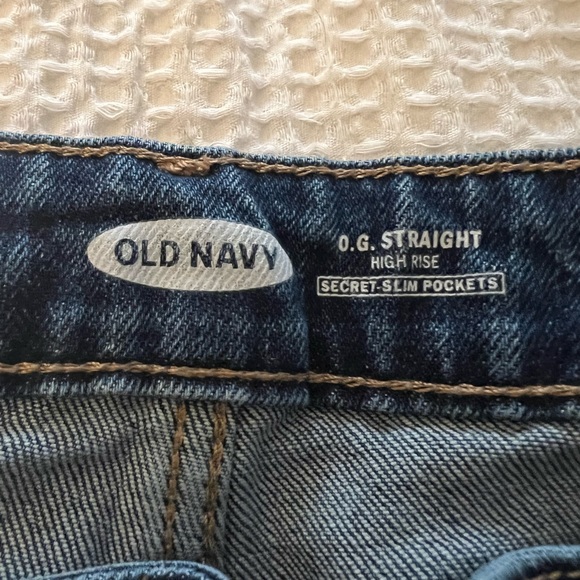 OLD NAVY
O.G. STRAIGHT
HIGH RISE
SECRET-SLIM POCKETS